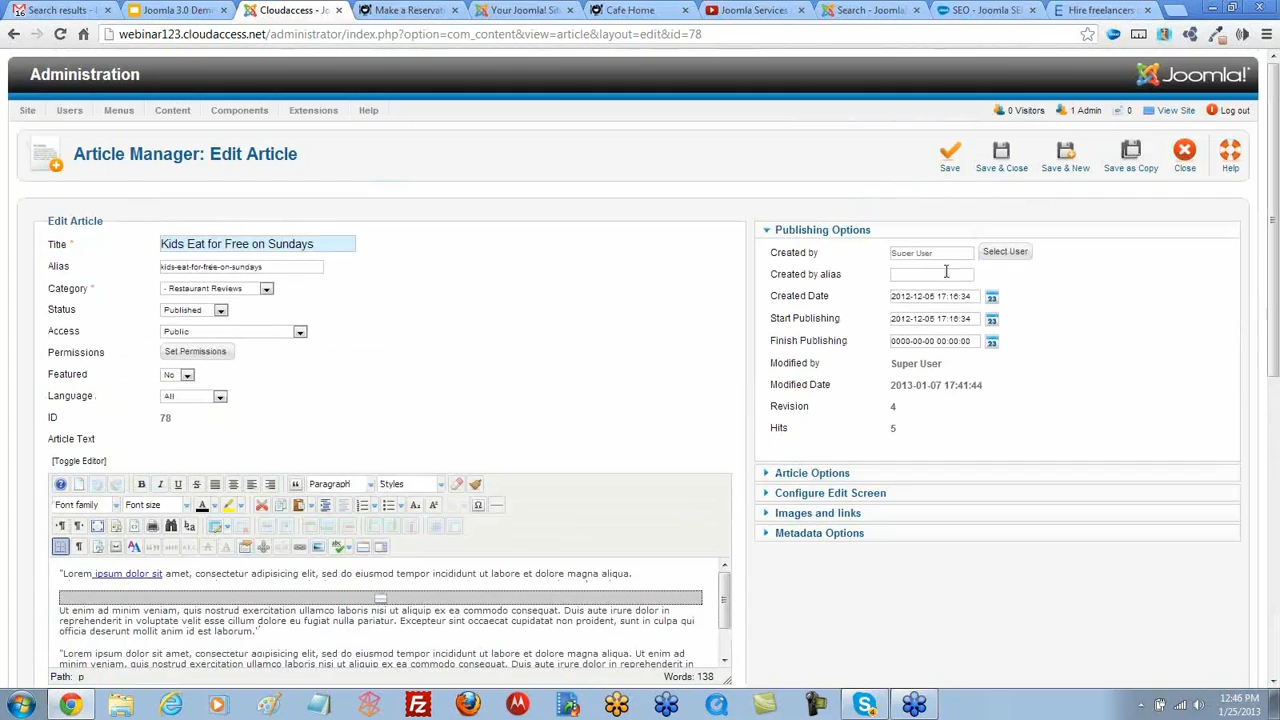 Search results -
Joomla 3.0 Demo
Cloudaccess - Jo
Make a Reservat
Your Joomla! Sit
Cafe Home
Joomla Services
Search - Joomla
SEO - Joomla SE
Hire freelancers
webinar123.cloudaccess.net/administrator/index.php?option=com_content&view=article&layout=edit&id=78
Administration
Joomla!
Site Users Menus Content Components Extensions Help
0 Visitors 1 Admin 0 View Site Log out
Article Manager: Edit Article
Save Save & Close Save & New Save as Copy Close Help
Edit Article
Title * Kids Eat for Free on Sundays
Alias kids-eat-for-free-on-sundays
Category * - Restaurant Reviews
Status Published
Access Public
Permissions Set Permissions
Featured No
Language All
ID 78
Article Text
[Toggle Editor]
B I U S Paragraph Styles
Font family Font size
Publishing Options
Created by Super User Select User
Created by alias
Created Date 2012-12-05 17:16:34 23
Start Publishing 2012-12-05 17:16:34 23
Finish Publishing 0000-00-00 00:00:00 23
Modified by Super User
Modified Date 2013-01-07 17:41:44
Revision 4
Hits 5
Article Options
Configure Edit Screen
Images and links
Metadata Options
"Lorem ipsum dolor sit amet, consectetur adipisicing elit, sed do eiusmod tempor incididunt ut labore et dolore magna aliqua.
Ut enim ad minim veniam, quis nostrud exercitation ullamco laboris nisi ut aliquip ex ea commodo consequat. Duis aute irure dolor in
reprehenderit in voluptate velit esse cillum dolore eu fugiat nulla pariatur. Excepteur sint occaecat cupidatat non proident, sunt in culpa qui
officia deserunt mollit anim id est laborum."
"Lorem ipsum dolor sit amet, consectetur adipisicing elit, sed do eiusmod tempor incididunt ut labore et dolore magna aliqua. Ut enim ad
minim veniam, quis nostrud exercitation ullamco laboris nisi ut aliquip ex ea commodo consequat. Duis aute irure dolor in reprehenderit in
Path: p Words: 138
12:46 PM
1/25/2013